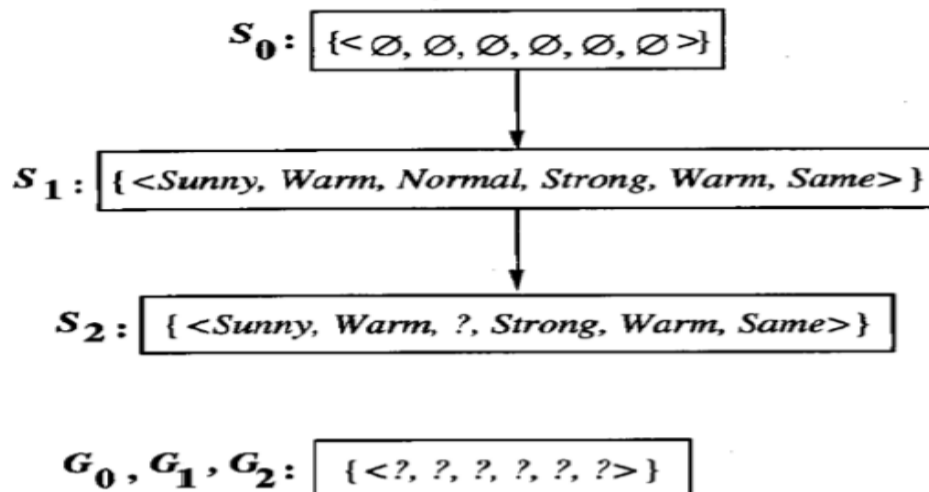 S0: {<∅, ∅, ∅, ∅, ∅, ∅>}
S1: {<Sunny, Warm, Normal, Strong, Warm, Same>}
S2: {<Sunny, Warm, ?, Strong, Warm, Same>}
G0, G1, G2: {<?, ?, ?, ?, ?, ?>}